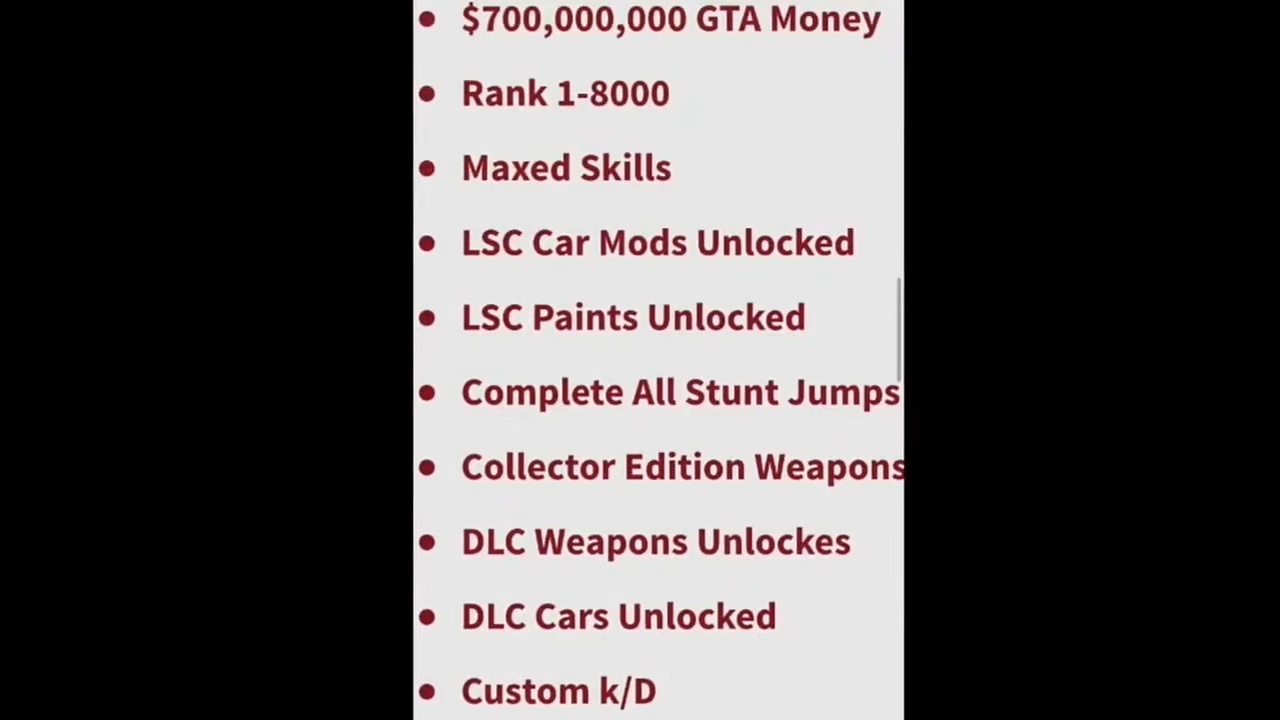 $700,000,000 GTA Money
Rank 1-8000
Maxed Skills
LSC Car Mods Unlocked
LSC Paints Unlocked
Complete All Stunt Jumps
Collector Edition Weapons
DLC Weapons Unlockes
DLC Cars Unlocked
Custom k/D